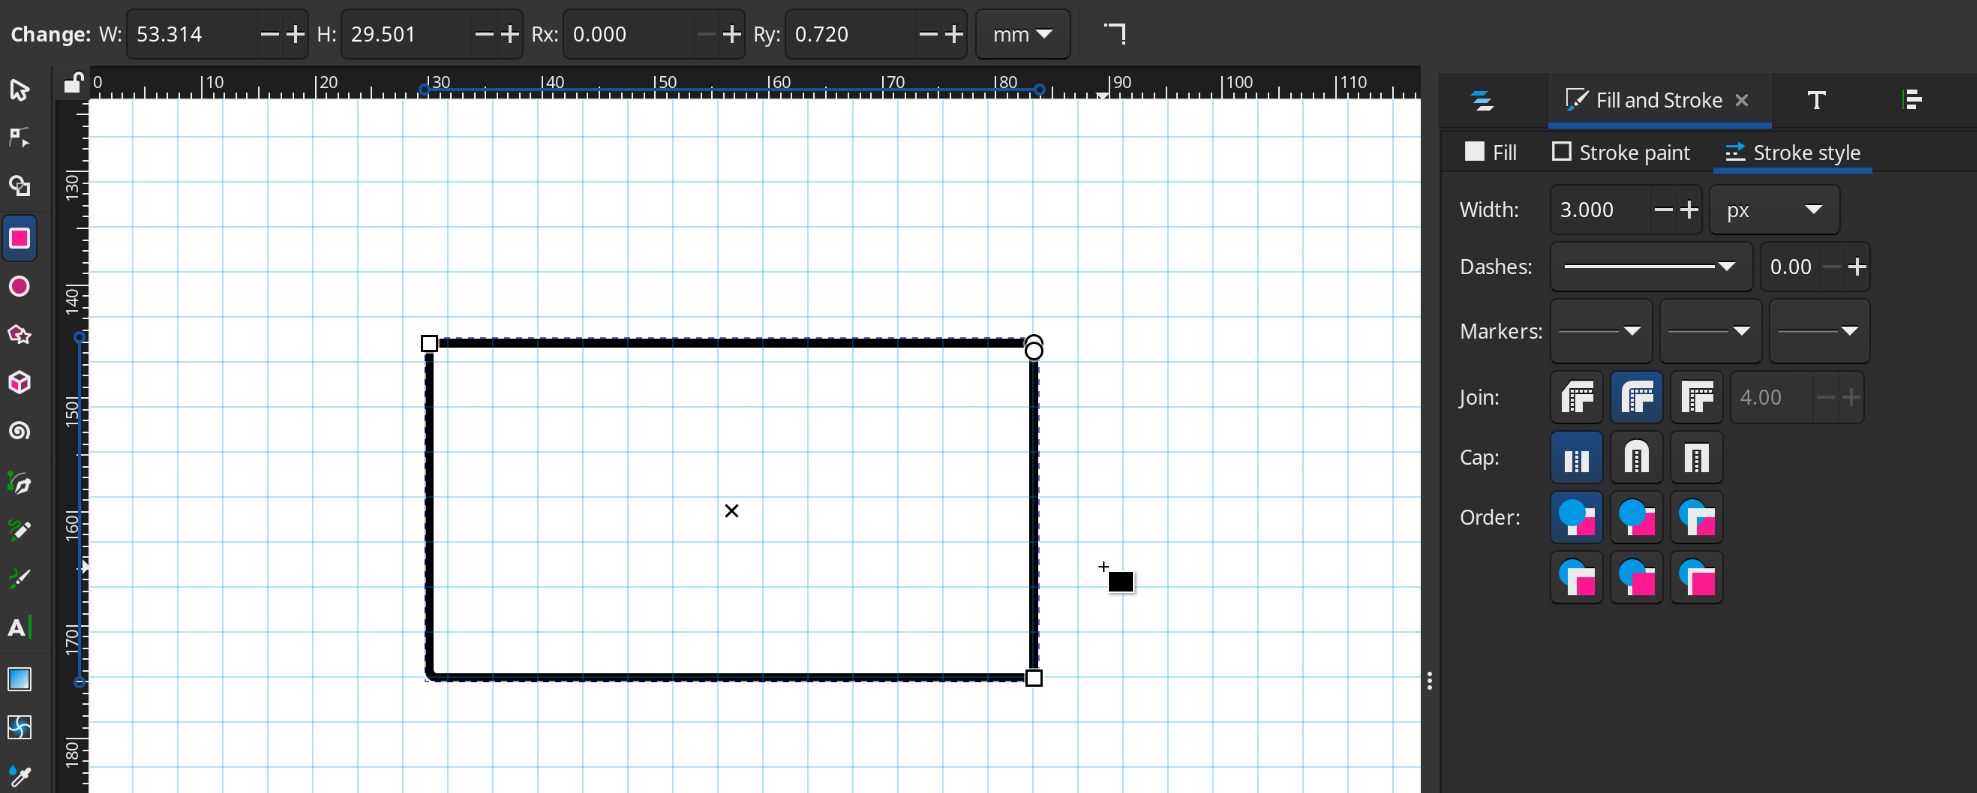 Change: W: 53.314 H: 29.501 Rx: 0.000 Ry: 0.720 mm
0 10 20 30 40 50 60 70 80 90 100 110
Fill and Stroke
Fill Stroke paint Stroke style
Width: 3.000 px
Dashes: 0.00
Markers:
Join: 4.00
Cap:
Order:
130
140
150
160
170
180